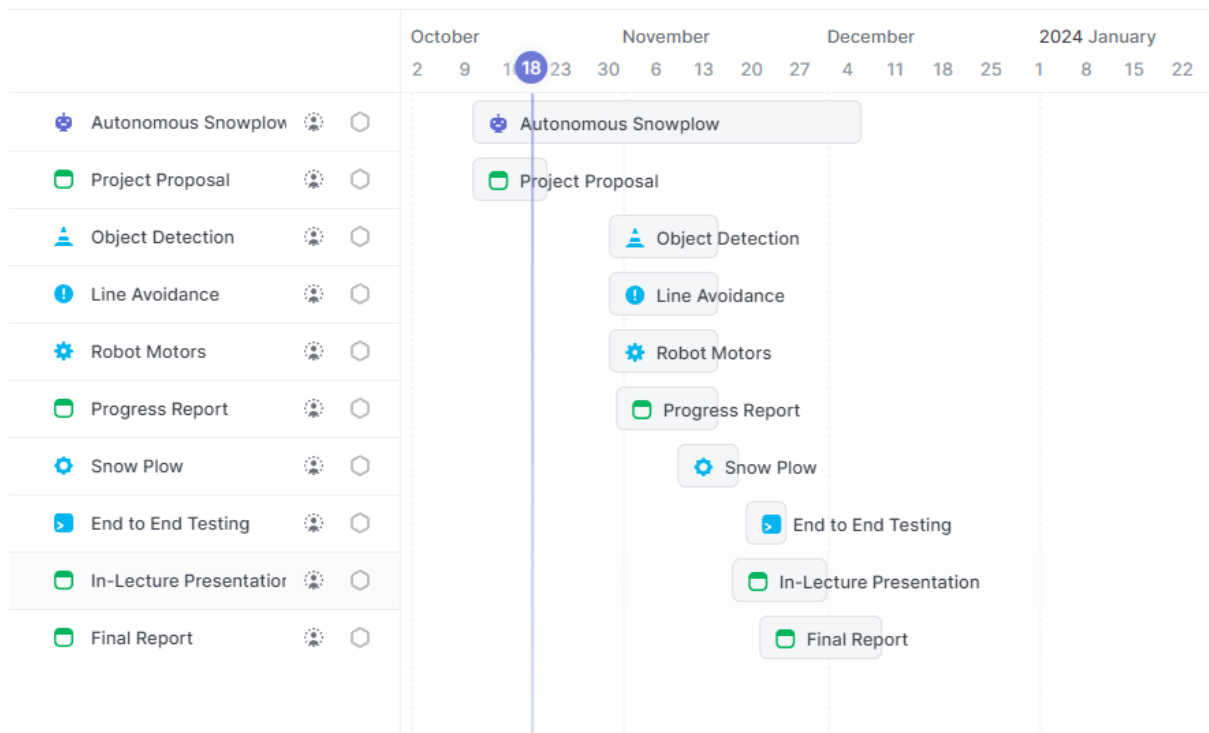 October November December 2024 January
2 9 18 23 30 6 13 20 27 4 11 18 25 1 8 15 22
Autonomous Snowplow Autonomous Snowplow
Project Proposal Project Proposal
Object Detection Object Detection
Line Avoidance Line Avoidance
Robot Motors Robot Motors
Progress Report Progress Report
Snow Plow Snow Plow
End to End Testing End to End Testing
In-Lecture Presentation In-Lecture Presentation
Final Report Final Report